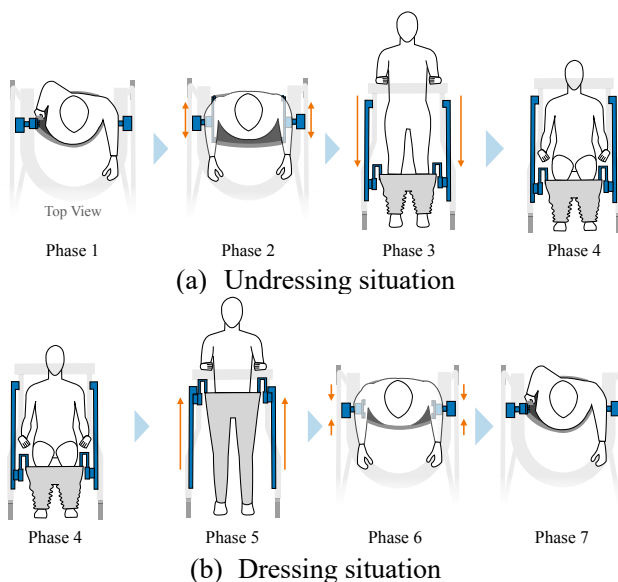 Top View
Phase 1
Phase 2
Phase 3
Phase 4
(a) Undressing situation
Phase 4
Phase 5
Phase 6
Phase 7
(b) Dressing situation